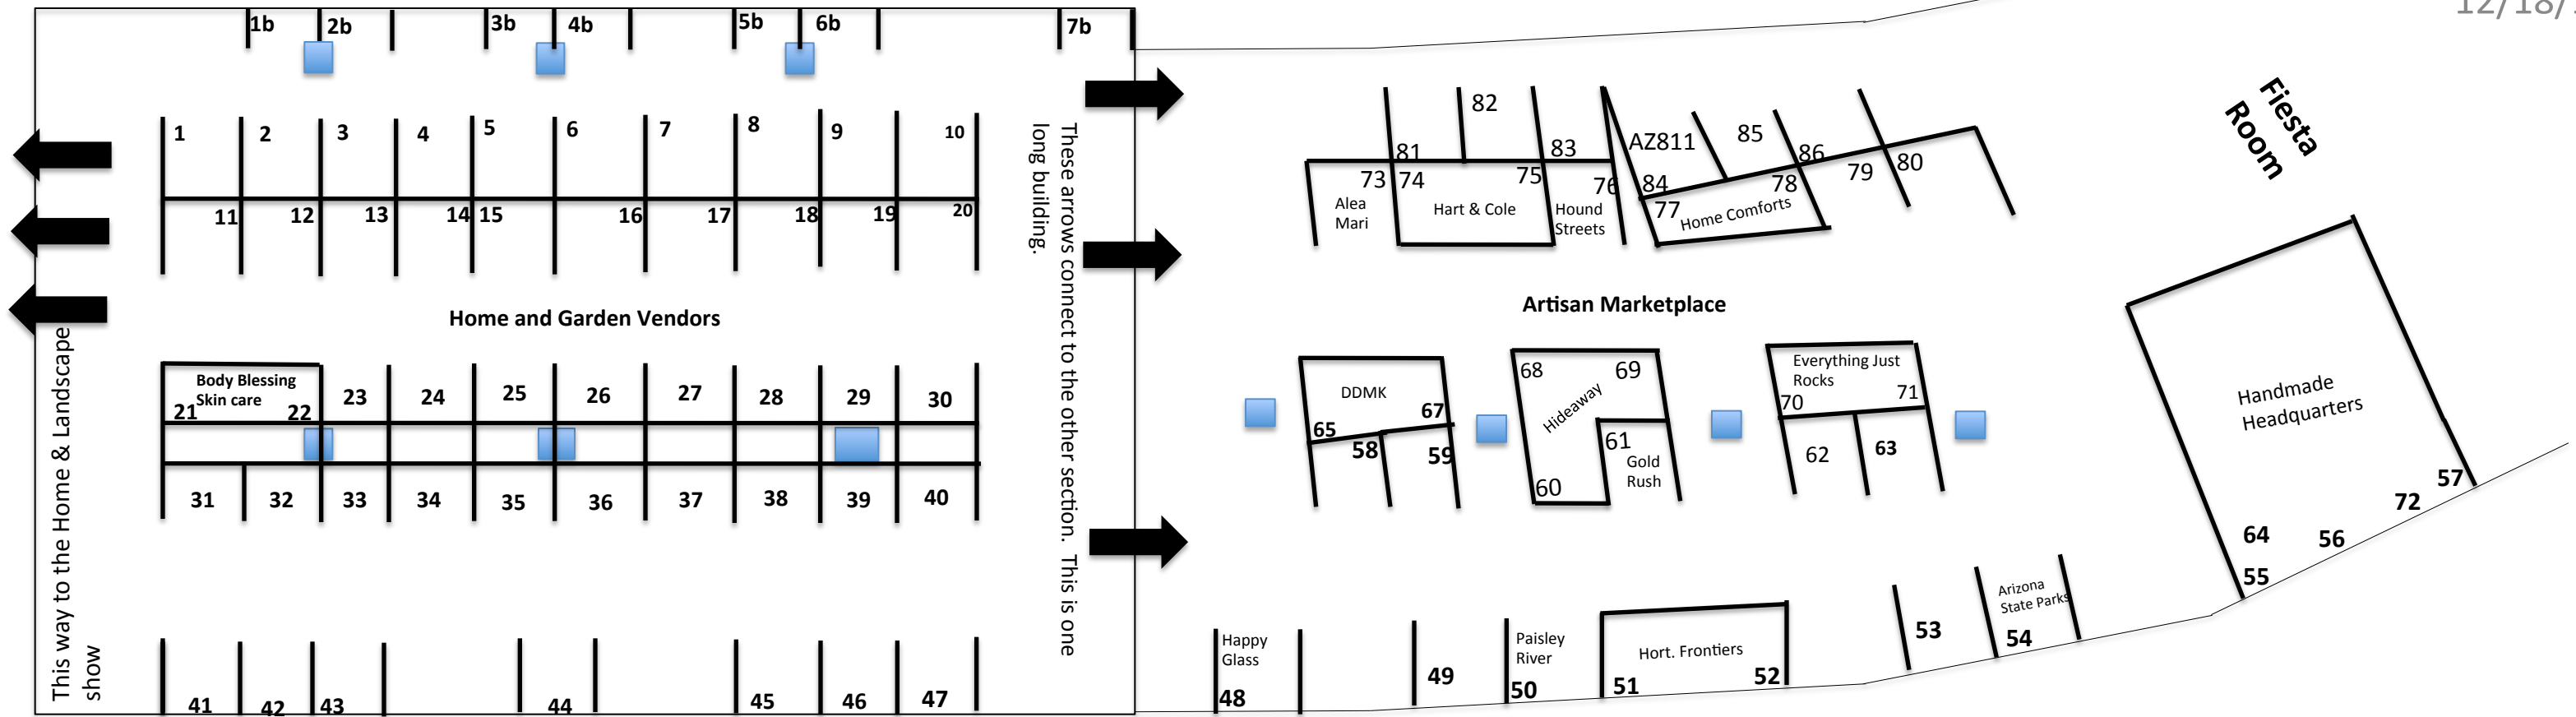 12/18/
1b 2b 3b 4b 5b 6b 7b
1 2 3 4 5 6 7 8 9 10
11 12 13 14 15 16 17 18 19 20
Home and Garden Vendors
Body Blessing
Skin care
21 22 23 24 25 26 27 28 29 30
31 32 33 34 35 36 37 38 39 40
41 42 43 44 45 46 47
This way to the Home & Landscape
show
These arrows connect to the other section. This is one
long building.
82
81 83 AZ811 85 86
84
73 74 75 76 77 78 79 80
Alea
Mari
Hart & Cole
Hound
Streets
Home Comforts
Fiesta
Room
Artisan Marketplace
DDMK
65 67
58 59
68 69
Hideaway
60
61
Gold
Rush
Everything Just
Rocks
70 71
62 63
Handmade
Headquarters
57
72
64 56
55
Happy
Glass
48
49
Paisley
River
50
Hort. Frontiers
51 52
53
Arizona
State Parks
54